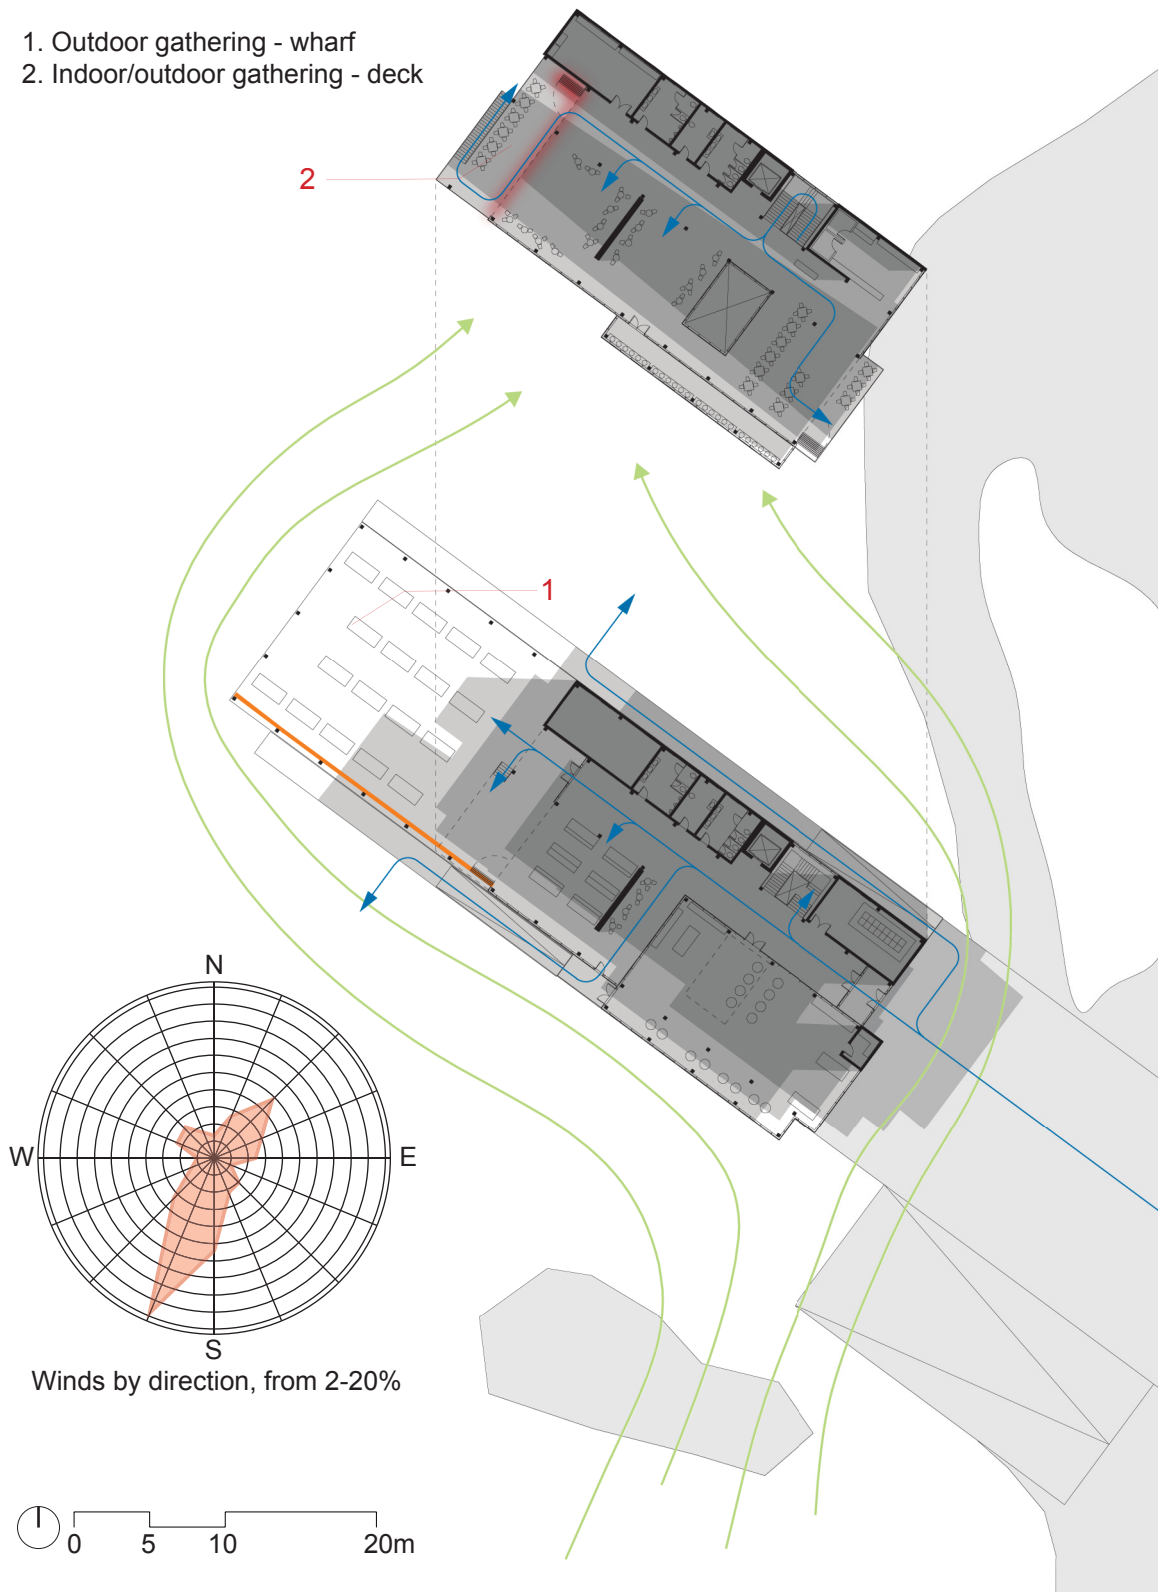 1. Outdoor gathering - wharf
2. Indoor/outdoor gathering - deck
2
1
N
W
E
S
Winds by direction, from 2-20%
0 5 10 20m